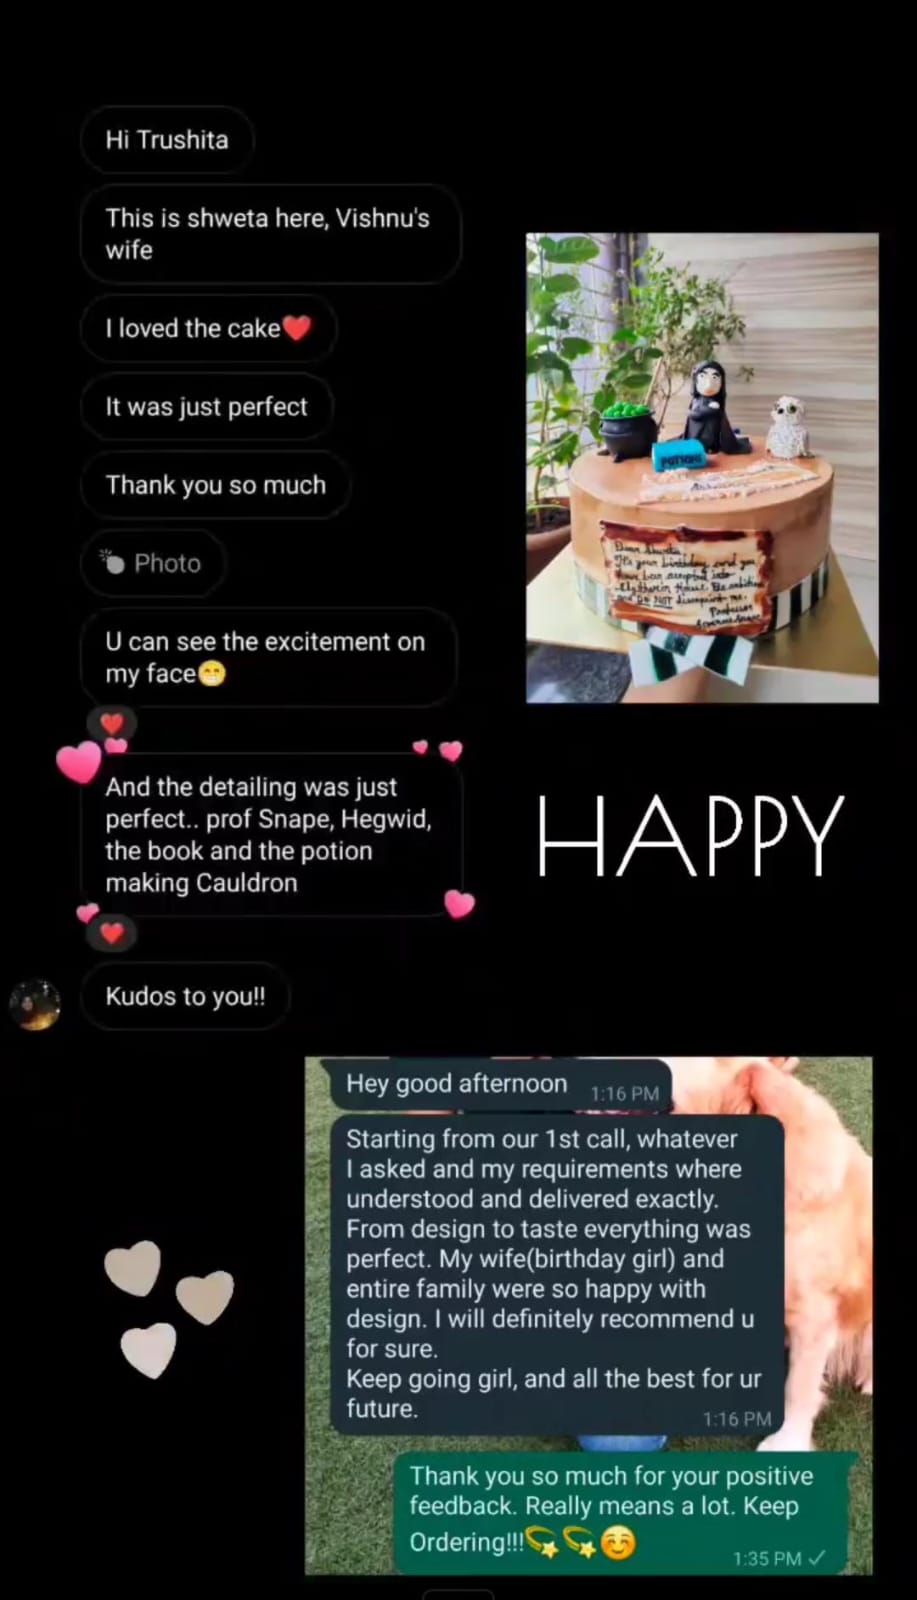 Hi Trushita
This is shweta here, Vishnu's
wife
I loved the cake❤️
It was just perfect
Thank you so much
Photo
U can see the excitement on
my face😁
And the detailing was just
perfect.. prof Snape, Hegwid,
the book and the potion
making Cauldron
Kudos to you!!
POTIONS
Dear Shweta,
It's your birthday and you
have been accepted into
Slytherin House. Be ambitious
and DO NOT disappoint me.
Professor
Severus Snape
HAPPY
Hey good afternoon 1:16 PM
Starting from our 1st call, whatever
I asked and my requirements where
understood and delivered exactly.
From design to taste everything was
perfect. My wife(birthday girl) and
entire family were so happy with
design. I will definitely recommend u
for sure.
Keep going girl, and all the best for ur
future.
1:16 PM
Thank you so much for your positive
feedback. Really means a lot. Keep
Ordering!!!💫💫☺️
1:35 PM